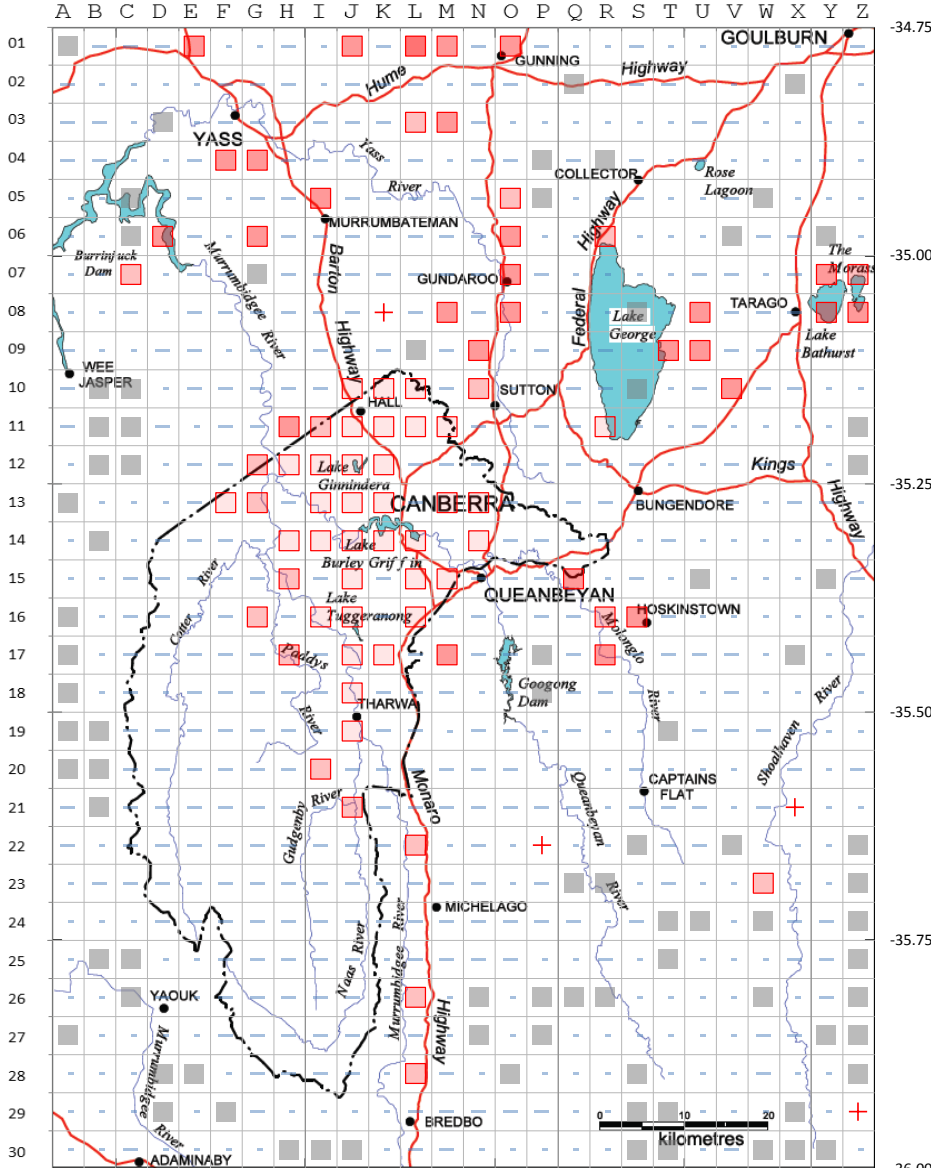 A B C D E F G H I J K L M N O P Q R S T U V W X Y Z
-34.75
01
GOULBURN
GUNNING
02
Hume
Highway
03
YASS
Yass
04
COLLECTOR
Rose
Lagoon
River
05
MURRUMBATEMAN
Highway
06
Burrinjuck
Dam
Murrumbidgee
River
Barton
Highway
The
Morass
-35.00
07
GUNDAROO
Federal
08
TARAGO
Lake
George
Lake
Bathurst
09
WEE
JASPER
10
SUTTON
HALL
11
12
Lake
Ginnindera
Kings
Highway
-35.25
13
CANBERRA
BUNGENDORE
14
Lake
Burley Griffin
15
QUEANBEYAN
Cotter
River
Lake
Tuggeranong
16
HOSKINSTOWN
Molonglo
River
17
Paddys
River
18
Googong
Dam
THARWA
River
Shoalhaven
-35.50
19
20
Monaro
Highway
CAPTAINS
FLAT
Queanbeyan
River
21
Gudgenby
River
22
23
MICHELAGO
24
-35.75
25
Naas
River
Murrumbidgee
River
26
YAOUK
27
Murrumbidgee
River
28
29
BREDBO
0 10 20
kilometres
30
ADAMINABY
-36.00